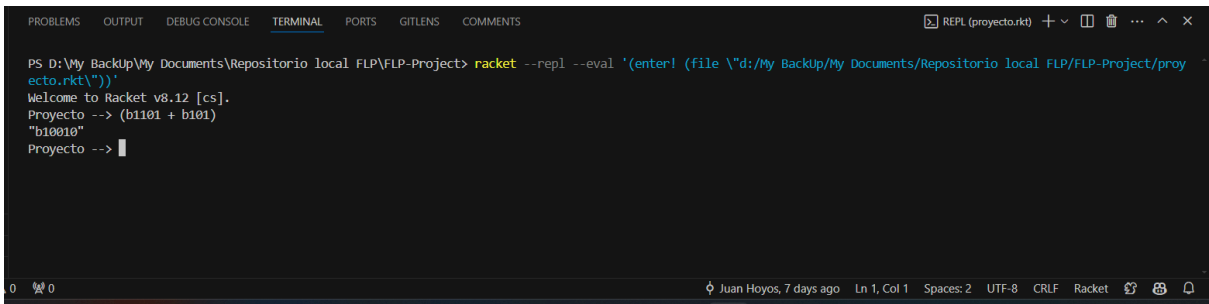 PROBLEMS OUTPUT DEBUG CONSOLE TERMINAL PORTS GITLENS COMMENTS REPL (proyecto.rkt)
PS D:\My BackUp\My Documents\Repositorio local FLP\FLP-Project> racket --repl --eval '(enter! (file \"d:/My BackUp/My Documents/Repositorio local FLP/FLP-Project/proy
ecto.rkt\"))'
Welcome to Racket v8.12 [cs].
Proyecto --> (b1101 + b101)
"b10010"
Proyecto -->
0 0 Juan Hoyos, 7 days ago Ln 1, Col 1 Spaces: 2 UTF-8 CRLF Racket